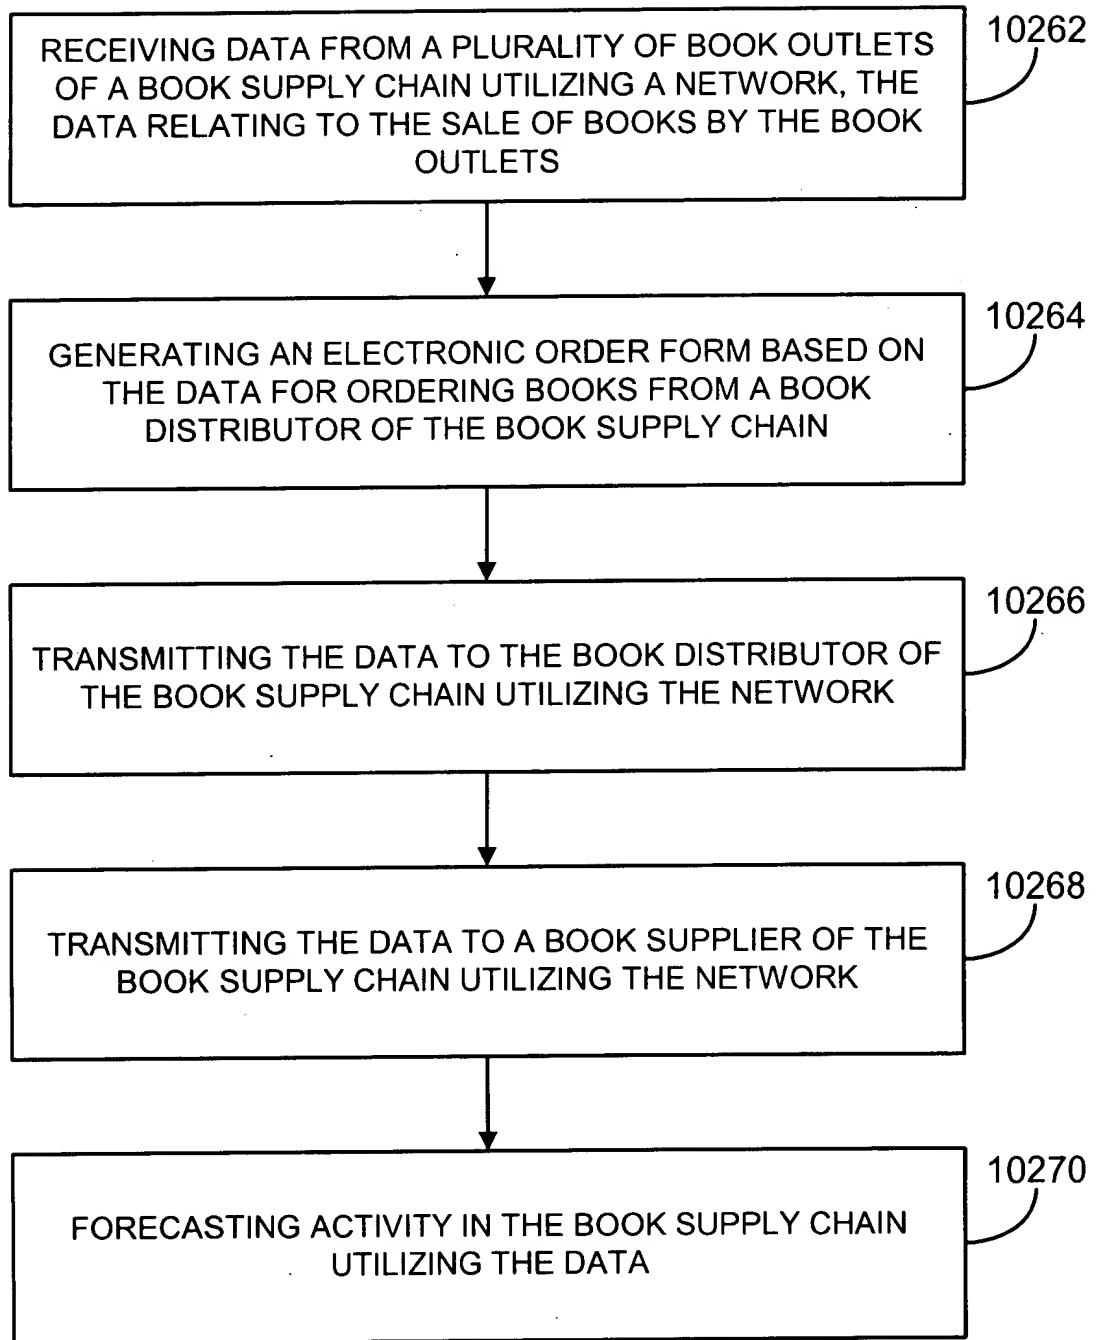 RECEIVING DATA FROM A PLURALITY OF BOOK OUTLETS
OF A BOOK SUPPLY CHAIN UTILIZING A NETWORK, THE
DATA RELATING TO THE SALE OF BOOKS BY THE BOOK
OUTLETS
10262
GENERATING AN ELECTRONIC ORDER FORM BASED ON
THE DATA FOR ORDERING BOOKS FROM A BOOK
DISTRIBUTOR OF THE BOOK SUPPLY CHAIN
10264
TRANSMITTING THE DATA TO THE BOOK DISTRIBUTOR OF
THE BOOK SUPPLY CHAIN UTILIZING THE NETWORK
10266
TRANSMITTING THE DATA TO A BOOK SUPPLIER OF THE
BOOK SUPPLY CHAIN UTILIZING THE NETWORK
10268
FORECASTING ACTIVITY IN THE BOOK SUPPLY CHAIN
UTILIZING THE DATA
10270